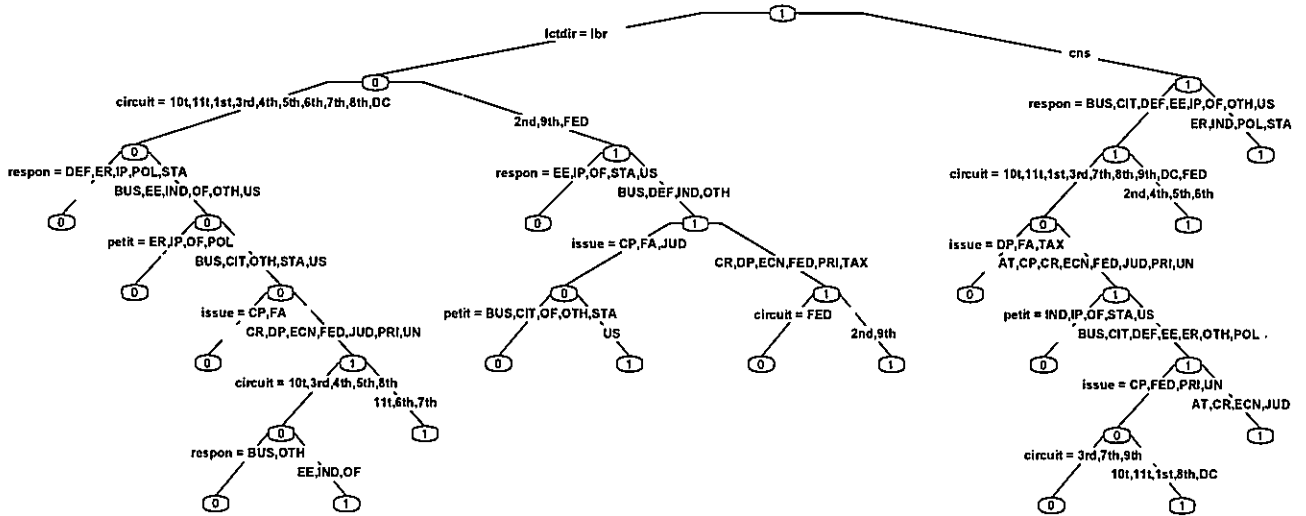 1
lctdir = lbr
cns
0
1
circuit = 10t,11t,1st,3rd,4th,5th,6th,7th,8th,DC
2nd,9th,FED
respon = BUS,CIT,DEF,EE,IP,OF,OTH,US
ER,IND,POL,STA
0
1
1
1
respon = DEF,ER,IP,POL,STA
BUS,EE,IND,OF,OTH,US
respon = EE,IP,OF,STA,US
BUS,DEF,IND,OTH
circuit = 10t,11t,1st,3rd,7th,8th,9th,DC,FED
2nd,4th,5th,6th
0
0
0
1
0
1
petit = ER,IP,OF,POL
BUS,CIT,OTH,STA,US
issue = CP,FA,JUD
CR,DP,ECN,FED,PRI,TAX
issue = DP,FA,TAX
AT,CP,CR,ECN,FED,JUD,PRI,UN
0
0
0
1
0
1
issue = CP,FA
CR,DP,ECN,FED,JUD,PRI,UN
petit = BUS,CIT,OF,OTH,STA
US
circuit = FED
2nd,9th
petit = IND,IP,OF,STA,US
BUS,CIT,DEF,EE,ER,OTH,POL
0
1
0
1
0
1
0
1
circuit = 10t,3rd,4th,5th,8th
11t,6th,7th
issue = CP,FED,PRI,UN
AT,CR,ECN,JUD
0
1
0
1
respon = BUS,OTH
EE,IND,OF
circuit = 3rd,7th,9th
10t,11t,1st,8th,DC
0
1
0
1